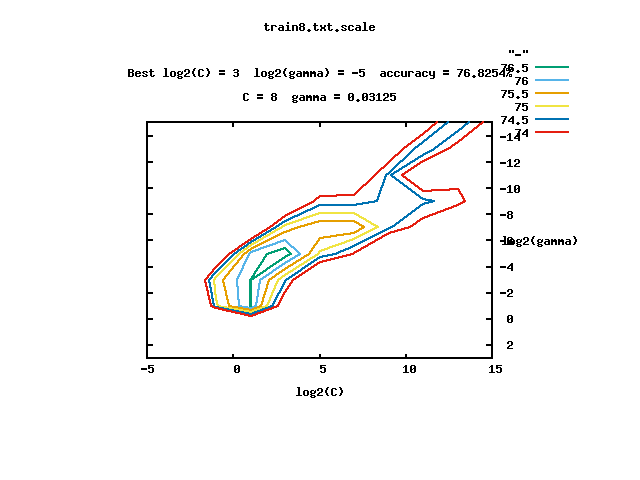 train8.txt.scale
"-"
76.5
Best log2(C) = 3  log2(gamma) = -5  accuracy = 76.8254%
76
75.5
C = 8  gamma = 0.03125
75
74.5
74
-14
-12
-10
-8
-6
log2(gamma)
-4
-2
0
2
-5 0 5 10 15
log2(C)